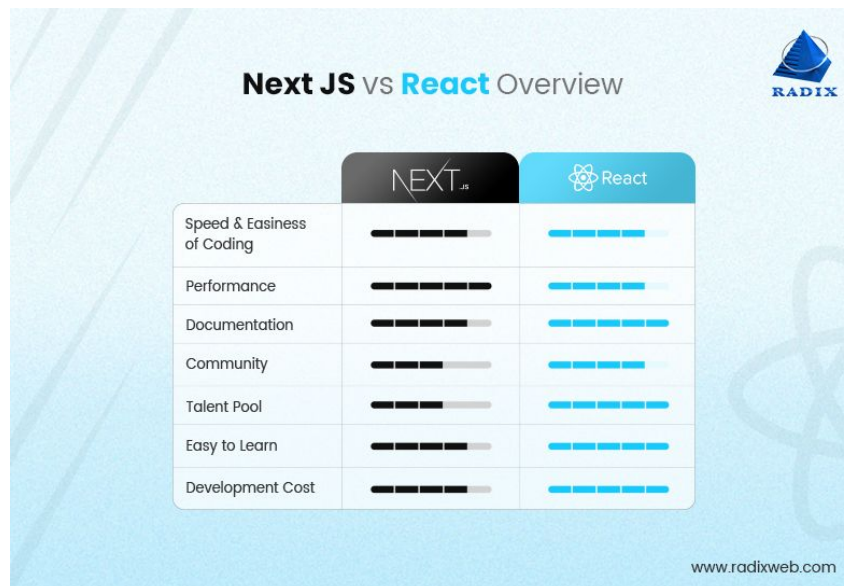 RADIX
Next JS vs React Overview
NEXT.JS
React
Speed & Easiness
of Coding
Performance
Documentation
Community
Talent Pool
Easy to Learn
Development Cost
www.radixweb.com